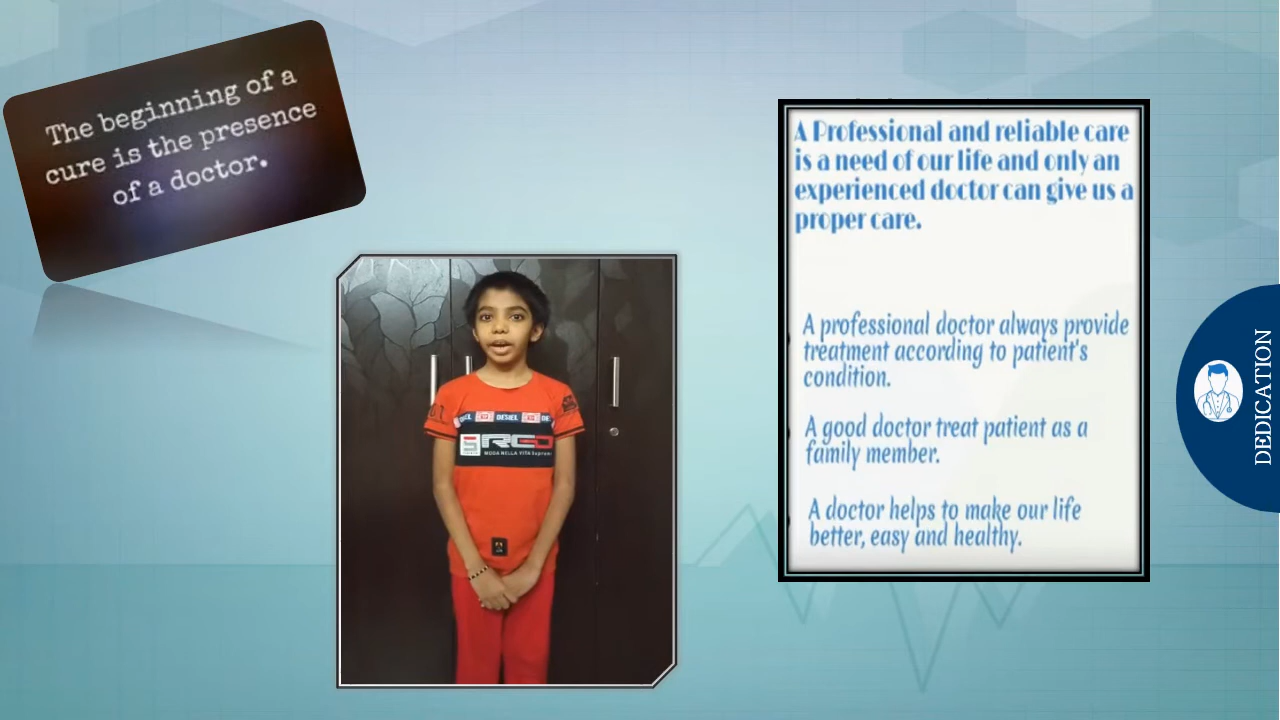 The beginning of a
cure is the presence
of a doctor.
A Professional and reliable care
is a need of our life and only an
experienced doctor can give us a
proper care.
A professional doctor always provide
treatment according to patient's
condition.
A good doctor treat patient as a
family member.
A doctor helps to make our life
better, easy and healthy.
DEDICATION
DESIEL
RGD
MODA NELLA VITA Supreme